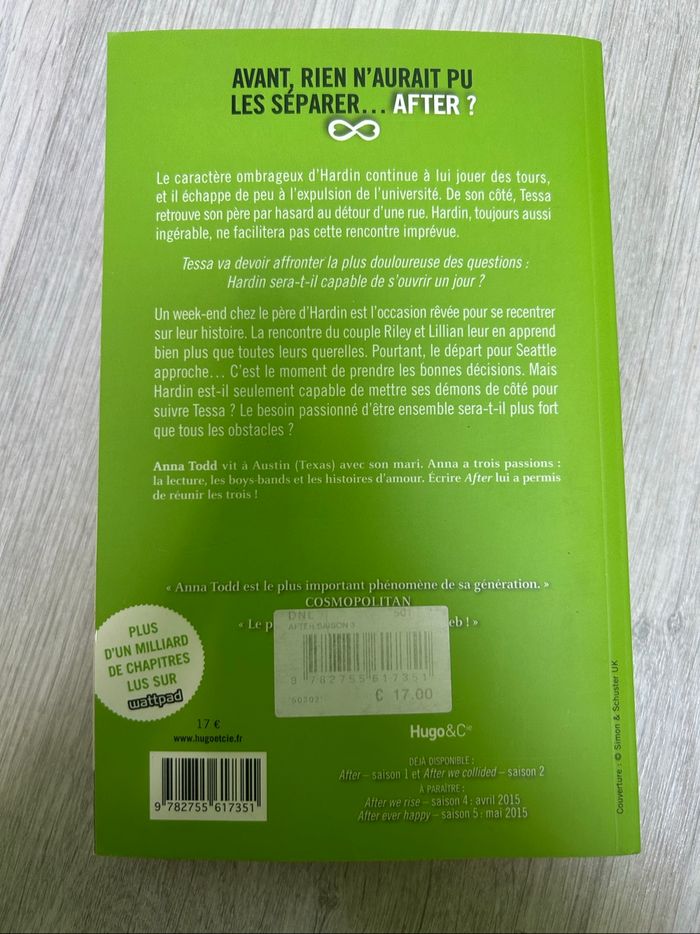 AVANT, RIEN N'AURAIT PU
LES SÉPARER... AFTER ?
Le caractère ombrageux d'Hardin continue à lui jouer des tours,
et il échappe de peu à l'expulsion de l'université. De son côté, Tessa
retrouve son père par hasard au détour d'une rue. Hardin, toujours aussi
ingérable, ne facilitera pas cette rencontre imprévue.
Tessa va devoir affronter la plus douloureuse des questions :
Hardin sera-t-il capable de s'ouvrir un jour ?
Un week-end chez le père d'Hardin est l'occasion rêvée pour se recentrer
sur leur histoire. La rencontre du couple Riley et Lillian leur en apprend
bien plus que toutes leurs querelles. Pourtant, le départ pour Seattle
approche... C'est le moment de prendre les bonnes décisions. Mais
Hardin est-il seulement capable de mettre ses démons de côté pour
suivre Tessa ? Le besoin passionné d'être ensemble sera-t-il plus fort
que tous les obstacles ?
Anna Todd vit à Austin (Texas) avec son mari. Anna a trois passions :
la lecture, les boys-bands et les histoires d'amour. Écrire After lui a permis
de réunir les trois !
« Anna Todd est le plus important phénomène de sa génération. »
COSMOPOLITAN
« Le p
eb ! »
DNL 501
AFTER SAISON 3
9 782755 617351
€ 17.00
PLUS
D'UN MILLIARD
DE CHAPITRES
LUS SUR
wattpad
17 €
www.hugoetcie.fr
9 782755 617351
Hugo&Cie
DÉJÀ DISPONIBLE :
After – saison 1 et After we collided – saison 2
À PARAÎTRE :
After we rise – saison 4 : avril 2015
After ever happy – saison 5 : mai 2015
Couverture : © Simon & Schuster UK